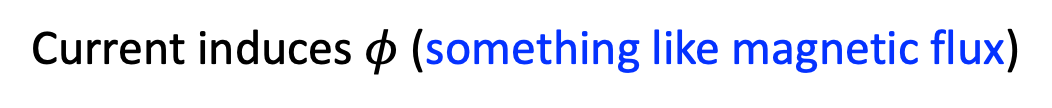 Current induces ϕ (something like magnetic flux)